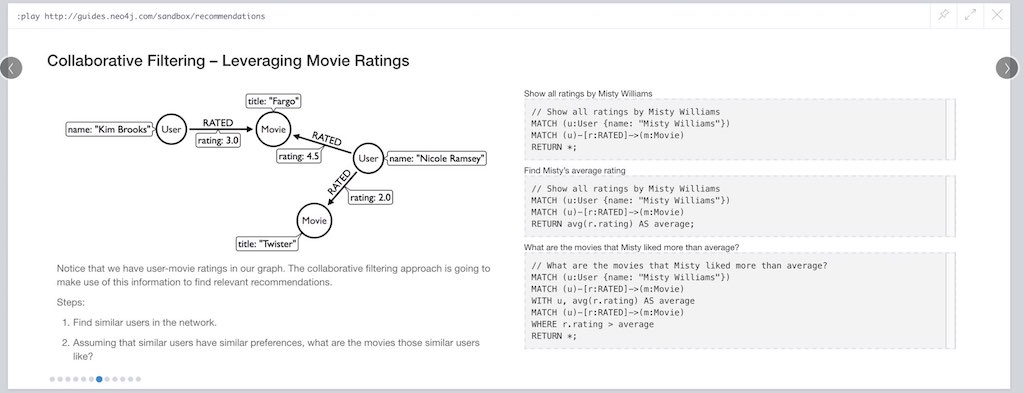 :play http://guides.neo4j.com/sandbox/recommendations
Collaborative Filtering – Leveraging Movie Ratings
title: "Fargo"
name: "Kim Brooks"
User
RATED
rating: 3.0
Movie
RATED
rating: 4.5
User
name: "Nicole Ramsey"
RATED
rating: 2.0
Movie
title: "Twister"
Notice that we have user-movie ratings in our graph. The collaborative filtering approach is going to
make use of this information to find relevant recommendations.
Steps:
1. Find similar users in the network.
2. Assuming that similar users have similar preferences, what are the movies those similar users
like?
Show all ratings by Misty Williams
// Show all ratings by Misty Williams
MATCH (u:User {name: "Misty Williams"})
MATCH (u)-[r:RATED]->(m:Movie)
RETURN *;
Find Misty's average rating
// Show all ratings by Misty Williams
MATCH (u:User {name: "Misty Williams"})
MATCH (u)-[r:RATED]->(m:Movie)
RETURN avg(r.rating) AS average;
What are the movies that Misty liked more than average?
// What are the movies that Misty liked more than average?
MATCH (u:User {name: "Misty Williams"})
MATCH (u)-[r:RATED]->(m:Movie)
WITH u, avg(r.rating) AS average
MATCH (u)-[r:RATED]->(m:Movie)
WHERE r.rating > average
RETURN *;